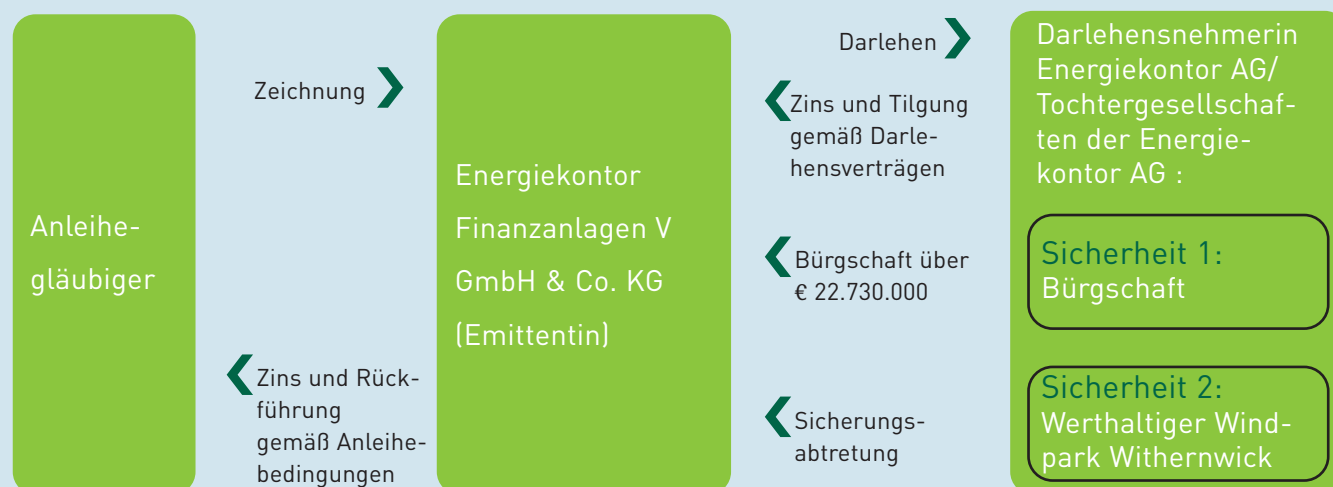 Anleihe-
gläubiger
Zeichnung
Zins und Rück-
führung
gemäß Anleihe-
bedingungen
Energiekontor
Finanzanlagen V
GmbH & Co. KG
(Emittentin)
Darlehen
Zins und Tilgung
gemäß Darle-
hensverträgen
Bürgschaft über
€ 22.730.000
Sicherungs-
abtretung
Darlehensnehmerin
Energiekontor AG/
Tochtergesellschaf-
ten der Energie-
kontor AG :
Sicherheit 1:
Bürgschaft
Sicherheit 2:
Werthaltiger Wind-
park Withernwick